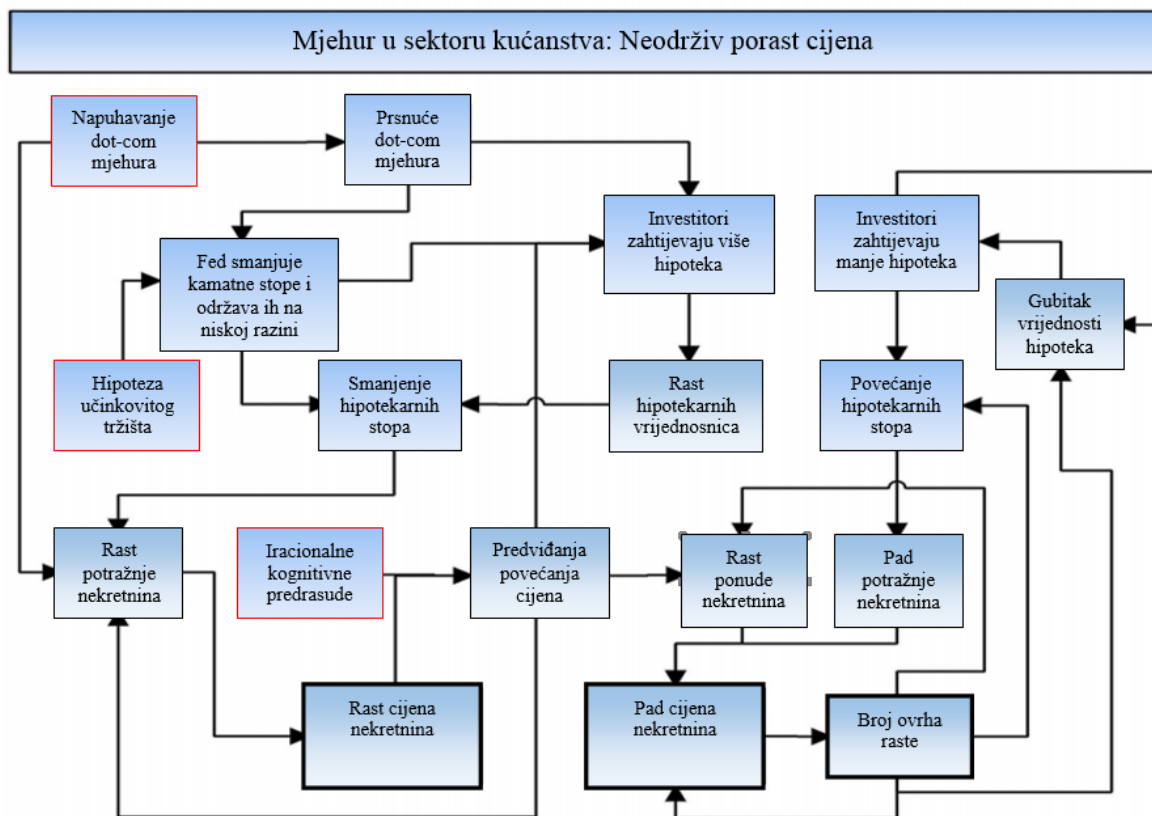 Mjehur u sektoru kućanstva: Neodrživ porast cijena
Napuhavanje
dot-com
mjehura
Prsnuće
dot-com
mjehura
Investitori
zahtijevaju više
hipoteka
Investitori
zahtijevaju
manje hipoteka
Fed smanjuje
kamatne stope i
održava ih na
niskoj razini
Gubitak
vrijednosti
hipoteka
Hipoteza
učinkovitog
tržišta
Smanjenje
hipotekarnih
stopa
Rast
hipotekarnih
vrijednosnica
Povećanje
hipotekarnih
stopa
Rast
potražnje
nekretnina
Iracionalne
kognitivne
predrasude
Predviđanja
povećanja
cijena
Rast
ponude
nekretnina
Pad
potražnje
nekretnina
Rast cijena
nekretnina
Pad cijena
nekretnina
Broj ovrha
raste